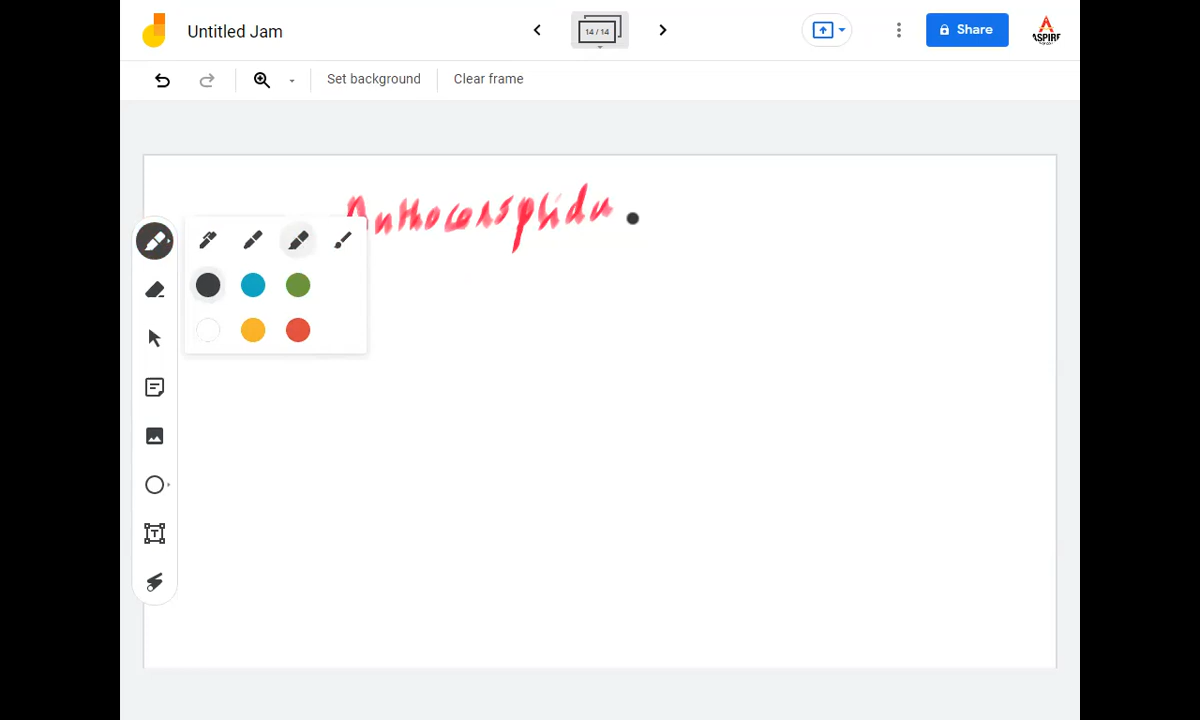 Untitled Jam
14 / 14
Share
ASPIRE
Set background
Clear frame